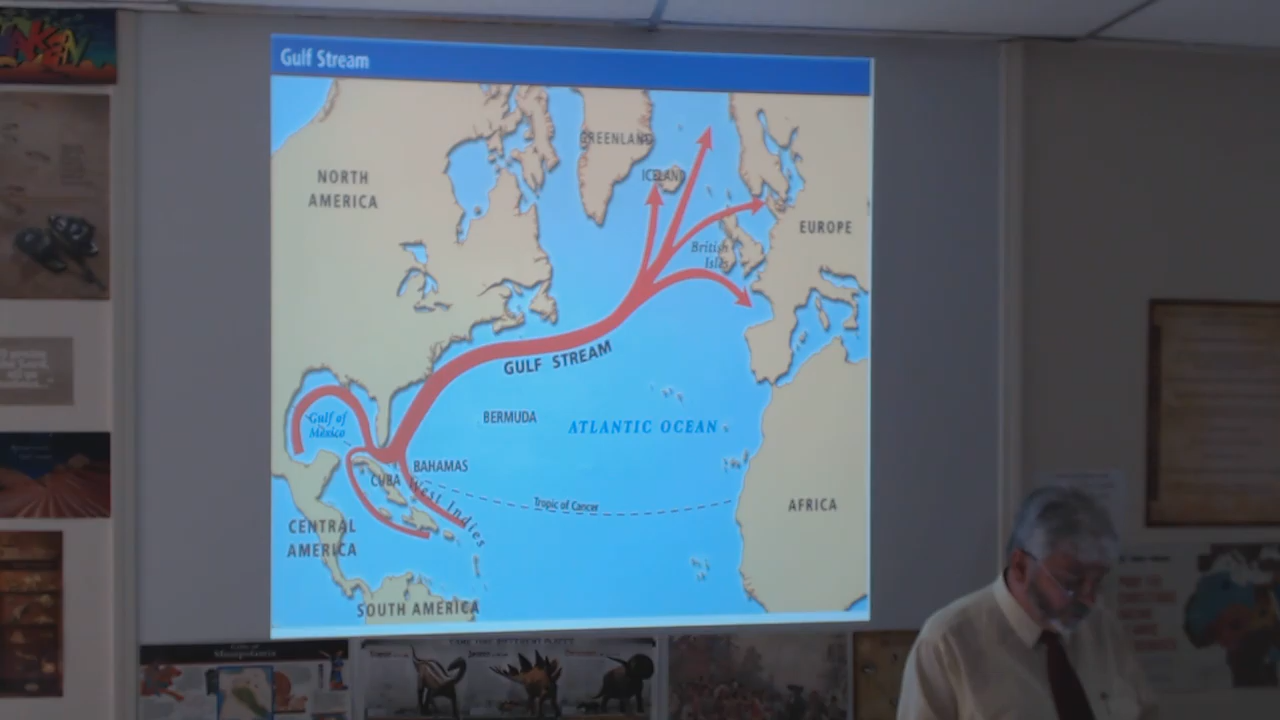 Gulf Stream
GREENLAND
ICELAND
NORTH
AMERICA
EUROPE
British
Isles
GULF STREAM
Gulf of
Mexico
BERMUDA
ATLANTIC OCEAN
BAHAMAS
CUBA
West Indies
Tropic of Cancer
AFRICA
CENTRAL
AMERICA
SOUTH AMERICA